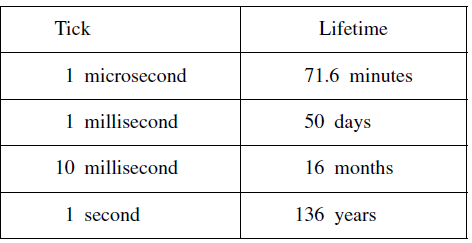 Tick Lifetime
1 microsecond 71.6 minutes
1 millisecond 50 days
10 millisecond 16 months
1 second 136 years